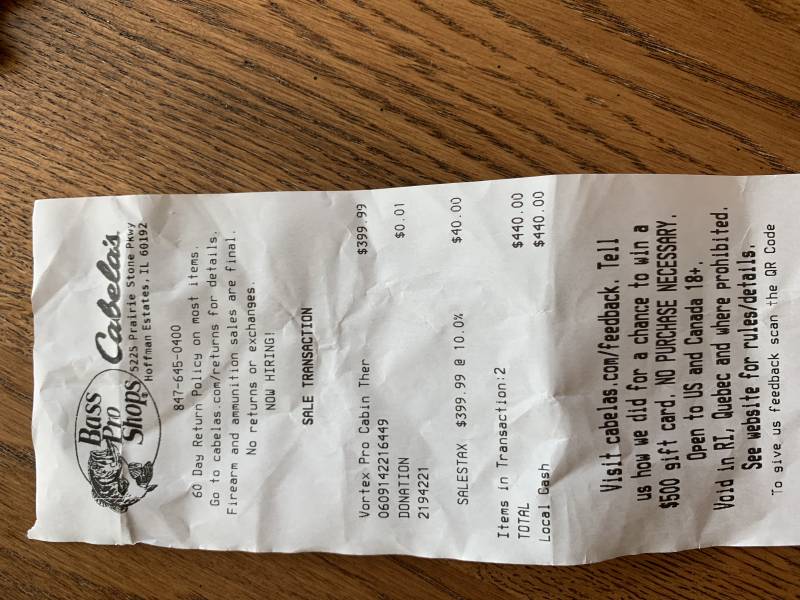 Bass
Pro
Shops
Cabela's
5225 Prairie Stone Pkwy
Hoffman Estates, IL 60192
847-645-0400
60 Day Return Policy on most items.
Go to cabelas.com/returns for details.
Firearm and ammunition sales are final.
No returns or exchanges.
NOW HIRING!
SALE TRANSACTION
Vortex Pro Cabin Ther $399.99
0609142216449
DONATION $0.01
2134221
SALESTAX $399.99 @ 10.0% $40.00
Items in Transaction:2
TOTAL $440.00
Local Cash $440.00
Visit cabelas.com/feedback. Tell
us how we did for a chance to win a
$500 gift card. NO PURCHASE NECESSARY.
Open to US and Canada 18+.
Void in RI, Quebec and where prohibited.
See website for rules/details.
To give us feedback scan the QR Code